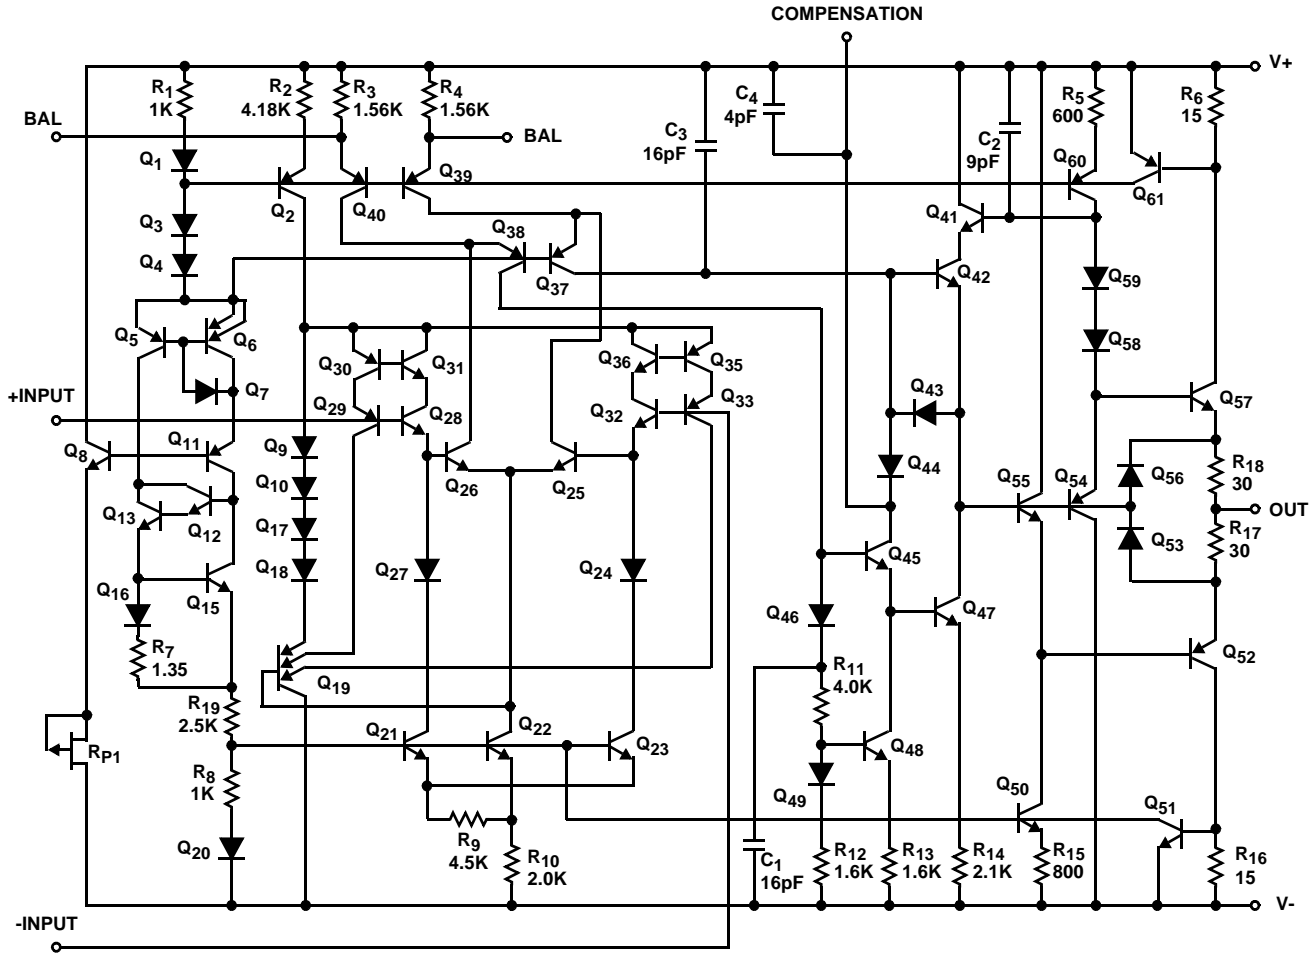 COMPENSATION
V+
R1
1K
R2
4.18K
R3
1.56K
R4
1.56K
C4
4pF
C3
16pF
C2
9pF
R5
600
R6
15
BAL
BAL
Q1
Q2
Q40
Q39
Q60
Q61
Q3
Q4
Q38
Q37
Q41
Q42
Q59
Q58
Q5
Q6
Q7
Q30
Q31
Q36
Q35
Q43
Q57
+INPUT
Q29
Q28
Q32
Q33
Q8
Q11
Q9
Q10
Q17
Q18
Q26
Q25
Q44
Q55
Q54
Q56
R18
30
OUT
Q13
Q12
Q53
R17
30
Q16
Q15
Q27
Q24
Q45
Q46
Q47
R7
1.35
Q19
R11
4.0K
Q52
R19
2.5K
RP1
Q21
Q22
Q23
Q48
R8
1K
Q49
Q50
Q51
Q20
R9
4.5K
R10
2.0K
C1
16pF
R12
1.6K
R13
1.6K
R14
2.1K
R15
800
R16
15
V-
-INPUT